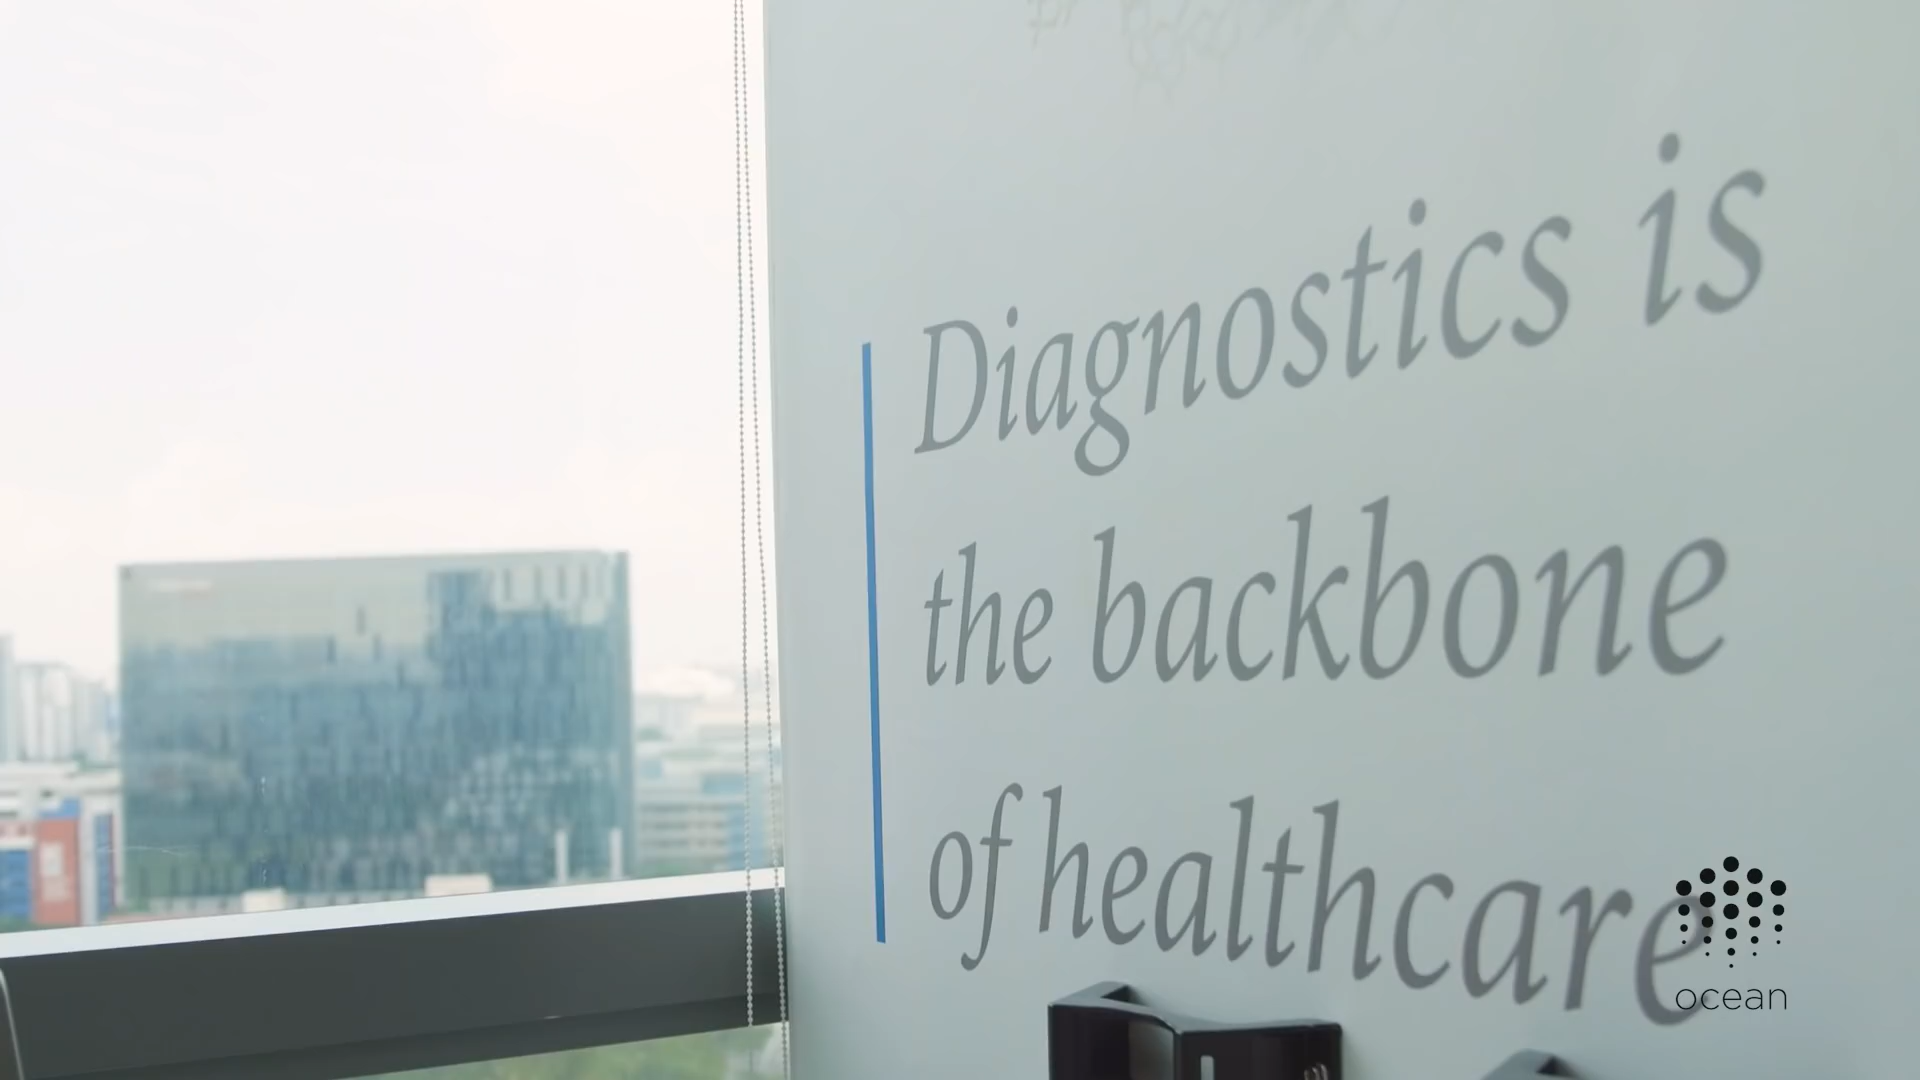 Diagnostics is
the backbone
of healthcare
ocean